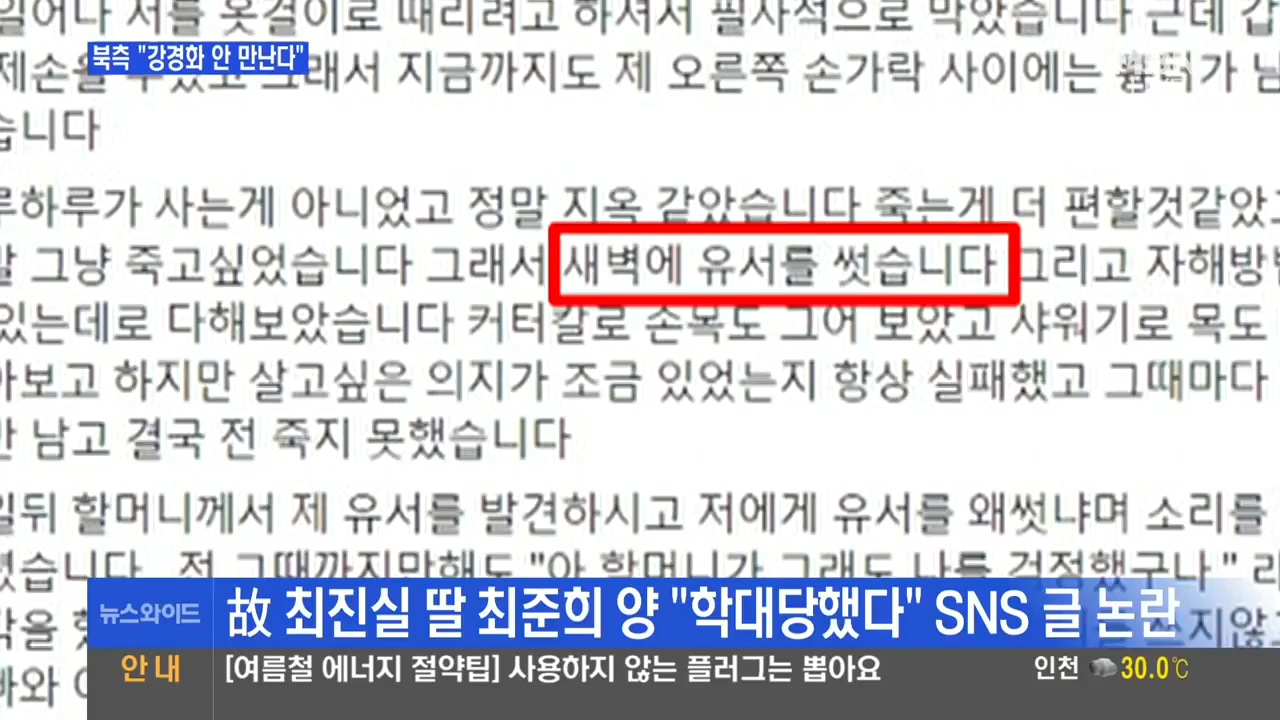 일어나 저를 옷걸이로 때리려고 하셔서 필사적으로 막았습니다 근데 갑
북측 "강경화 안 만난다"
제손을 그래서 지금까지도 제 오른쪽 손가락 사이에는 흉터가 남
습니다
루하루가 사는게 아니었고 정말 지옥 같았습니다 죽는게 더 편할것같았고
말 그냥 죽고싶었습니다 그래서 새벽에 유서를 썻습니다 그리고 자해방법
있는데로 다해보았습니다 커터칼로 손목도 그어 보았고 샤워기로 목도
아보고 하지만 살고싶은 의지가 조금 있었는지 항상 실패했고 그때마다
만 남고 결국 전 죽지 못했습니다
일뒤 할머니께서 제 유서를 발견하시고 저에게 유서를 왜썻냐며 소리를
졌습니다 전 그때까지만해도 "아 할머니가 그래도 나를 걱정했구나"
뉴스와이드
故 최진실 딸 최준희 양 "학대당했다" SNS 글 논란
안내
[여름철 에너지 절약팁] 사용하지 않는 플러그는 뽑아요
인천 30.0℃